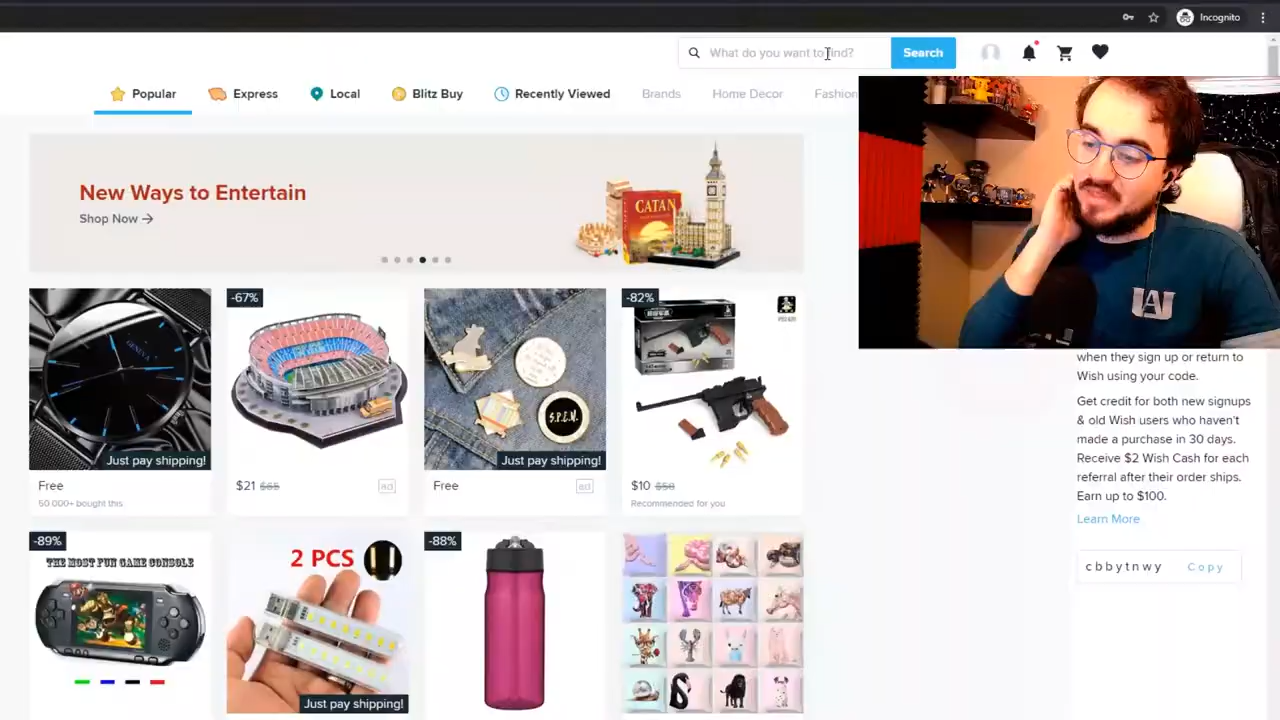 Incognito
What do you want to find?
Search
Popular
Express
Local
Blitz Buy
Recently Viewed
Brands
Home Decor
Fashion
New Ways to Entertain
Shop Now
CATAN
GENEVA
Just pay shipping!
Free
50,000+ bought this
-67%
$21 $65
ad
S.P.E.W.
Just pay shipping!
Free
ad
-82%
$10 $58
Recommended for you
when they sign up or return to
Wish using your code.
Get credit for both new signups
& old Wish users who haven't
made a purchase in 30 days.
Receive $2 Wish Cash for each
referral after their order ships.
Earn up to $100.
Learn More
cbbytnwy Copy
-89%
THE MOST FUN GAME CONSOLE
2 PCS
Just pay shipping!
-88%